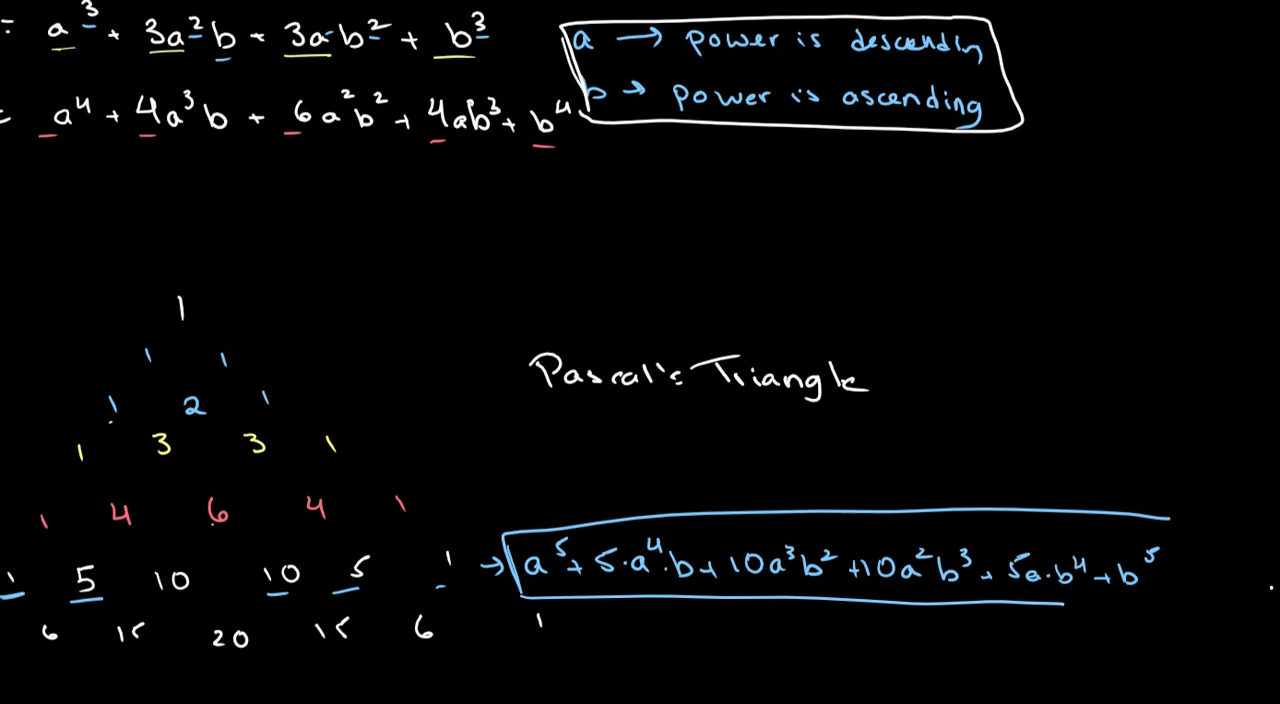 = a³ + 3a²b + 3ab² + b³
a → power is descendin
= a⁴ + 4a³b + 6a²b² + 4ab³ + b⁴
b → power is ascending
1
1 1
Pascal's Triangle
1 2 1
1 3 3 1
1 4 6 4 1
1 5 10 10 5 1 → a⁵ + 5·a⁴·b + 10a³b² + 10a²b³ + 5a·b⁴ + b⁵
6 15 20 15 6 1